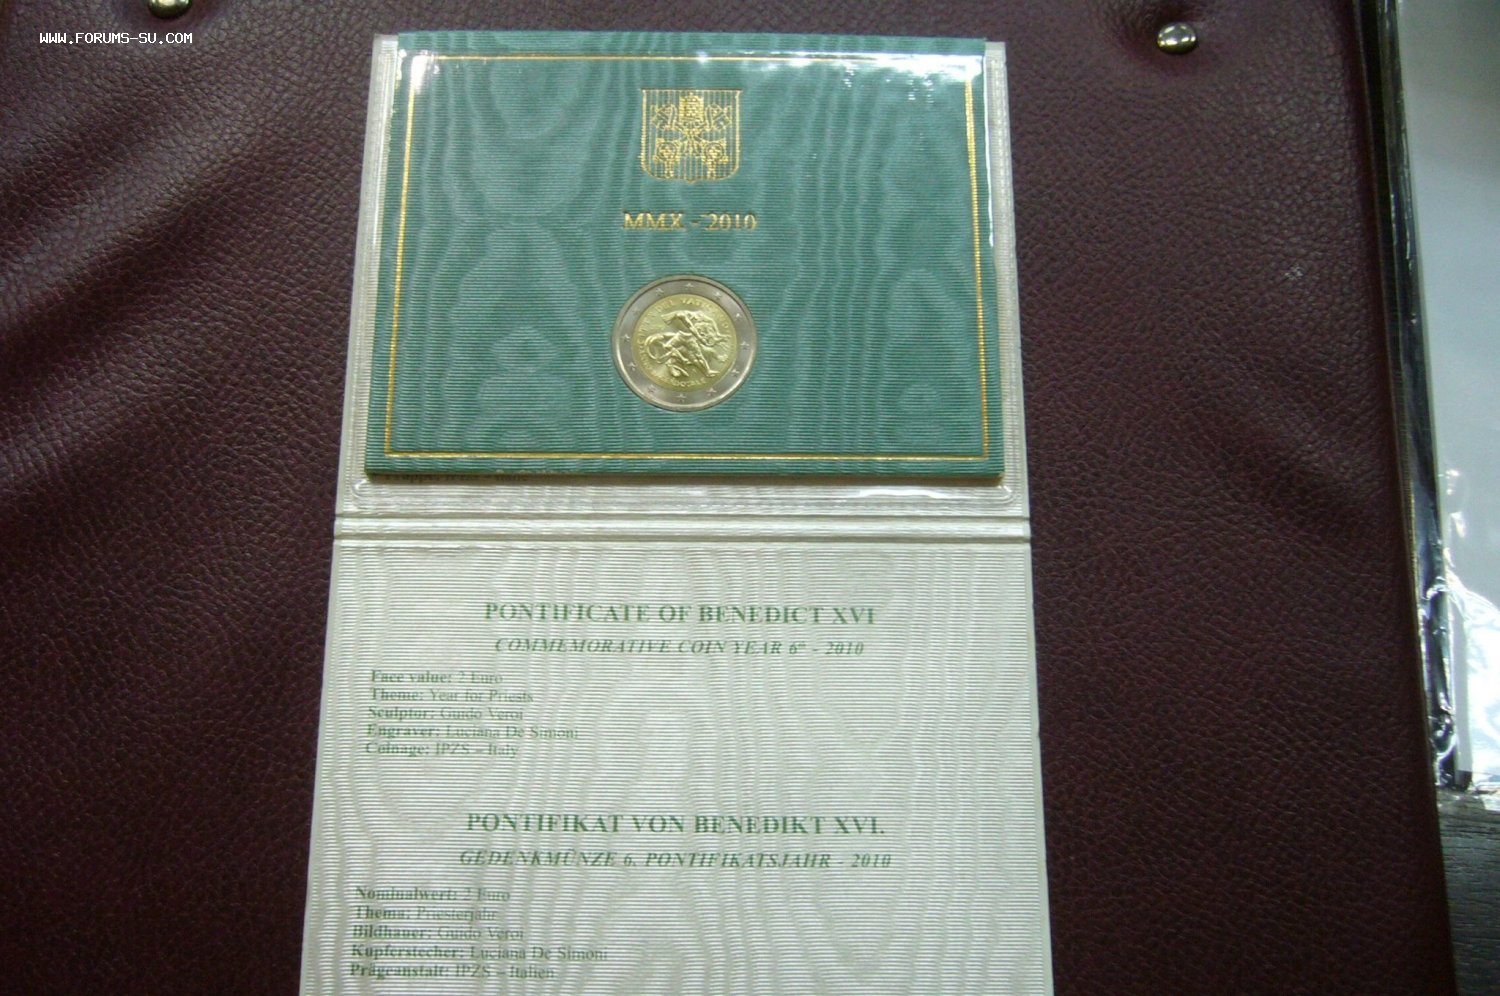 WWW.FORUMS-SU.COM
MMX - 2010
PONTIFICATE OF BENEDICT XVI
COMMEMORATIVE COIN YEAR 6th - 2010
Face value: 2 Euro
Theme: Year for Priests
Sculptor: Guido Veroi
Engraver: Luciana De Simoni
Coinage: IPZS – Italy
PONTIFIKAT VON BENEDIKT XVI.
GEDENKMÜNZE 6. PONTIFIKATSJAHR - 2010
Nominalwert: 2 Euro
Thema: Priesterjahr
Bildhauer: Guido Veroi
Kupferstecher: Luciana De Simoni
Prägeanstalt: IPZS – Italien